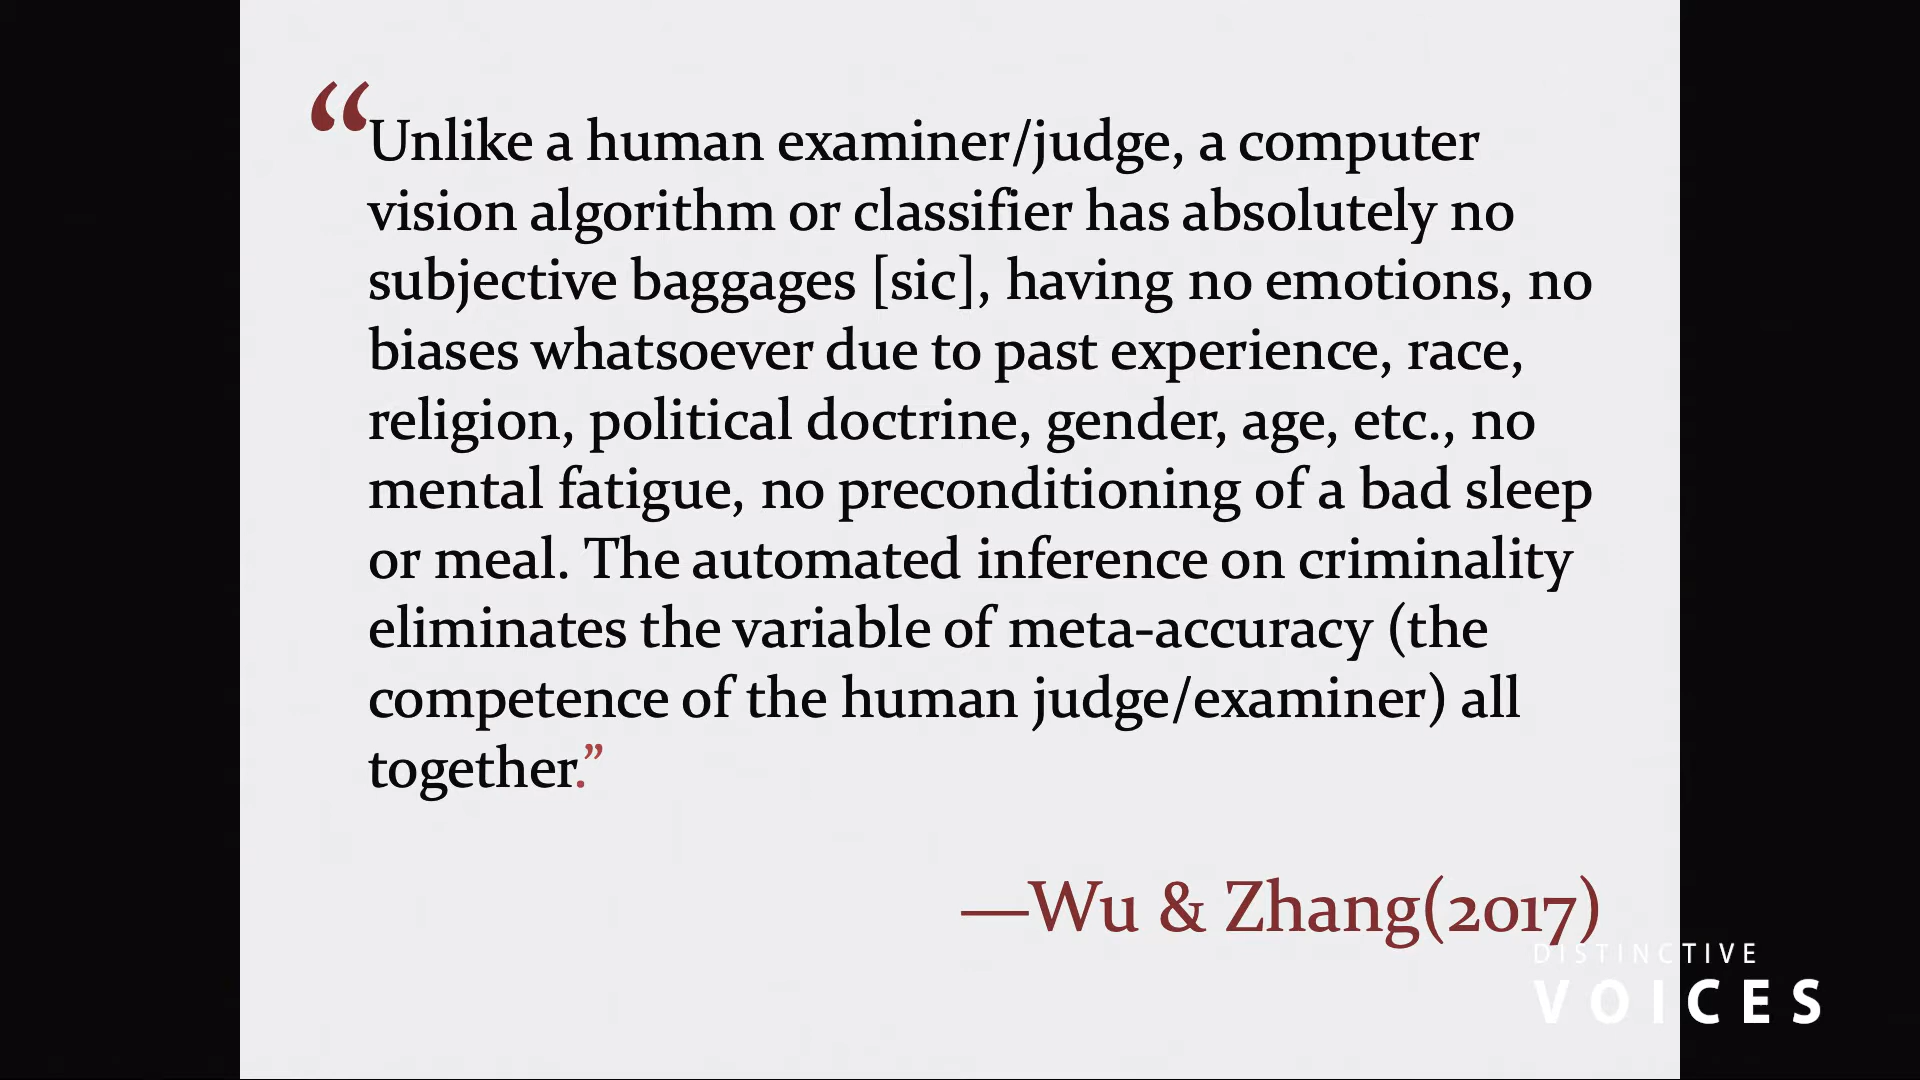 “Unlike a human examiner/judge, a computer
vision algorithm or classifier has absolutely no
subjective baggages [sic], having no emotions, no
biases whatsoever due to past experience, race,
religion, political doctrine, gender, age, etc., no
mental fatigue, no preconditioning of a bad sleep
or meal. The automated inference on criminality
eliminates the variable of meta-accuracy (the
competence of the human judge/examiner) all
together.”
—Wu & Zhang(2017)
DISTINCTIVE
VOICES